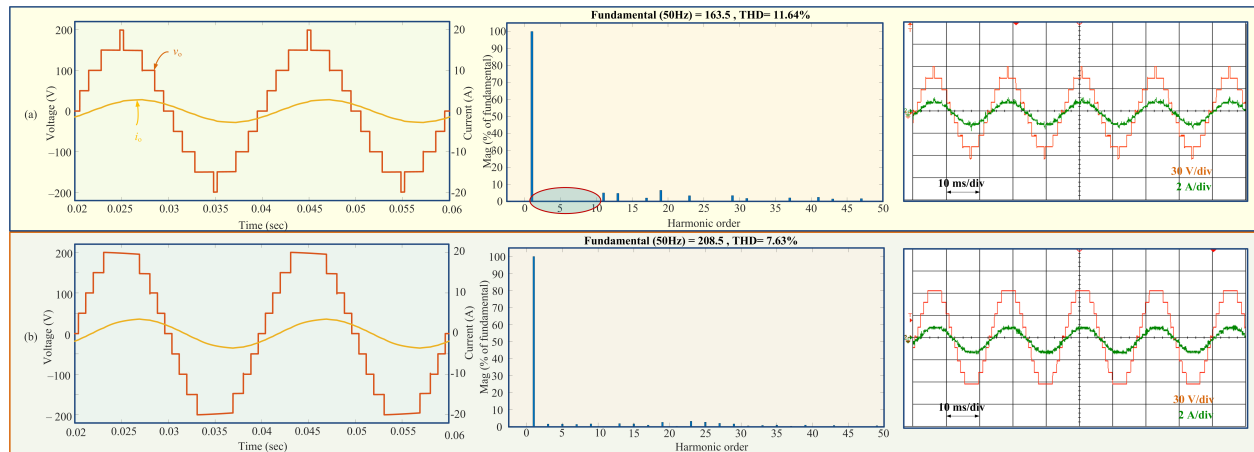 (a)
Voltage (V)
200
100
0
−100
−200
v₀
i₀
20
10
0
-10
-20
Current (A)
0.02 0.025 0.03 0.035 0.04 0.045 0.05 0.055 0.06
Time (sec)
Fundamental (50Hz) = 163.5 , THD= 11.64%
Mag (% of fundamental)
100
90
80
70
60
50
40
30
20
10
0
0 5 10 15 20 25 30 35 40 45 50
Harmonic order
30 V/div
10 ms/div
2 A/div
(b)
Voltage (V)
200
100
0
−100
−200
20
10
0
-10
-20
Current (A)
0.02 0.025 0.03 0.035 0.04 0.045 0.05 0.055 0.06
Time (sec)
Fundamental (50Hz) = 208.5 , THD= 7.63%
Mag (% of fundamental)
100
90
80
70
60
50
40
30
20
10
0
0 5 10 15 20 25 30 35 40 45 50
Harmonic order
30 V/div
10 ms/div
2 A/div